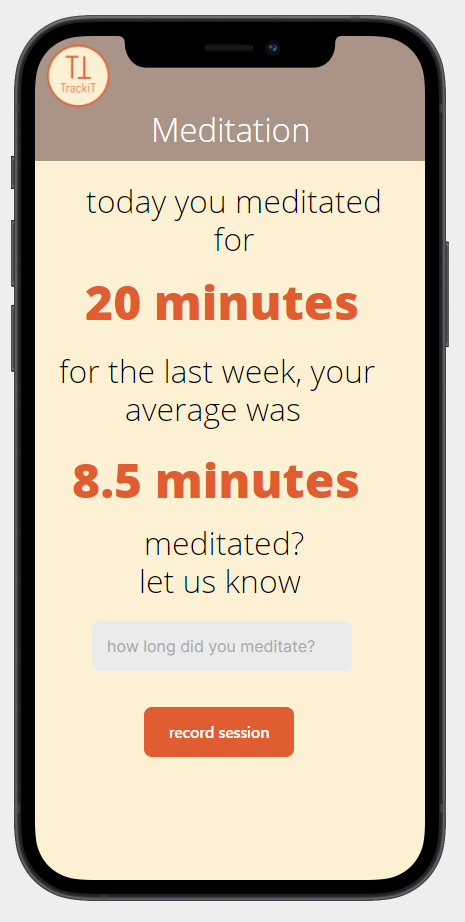 TT
TrackiT
Meditation
today you meditated
for
20 minutes
for the last week, your
average was
8.5 minutes
meditated?
let us know
how long did you meditate?
record session